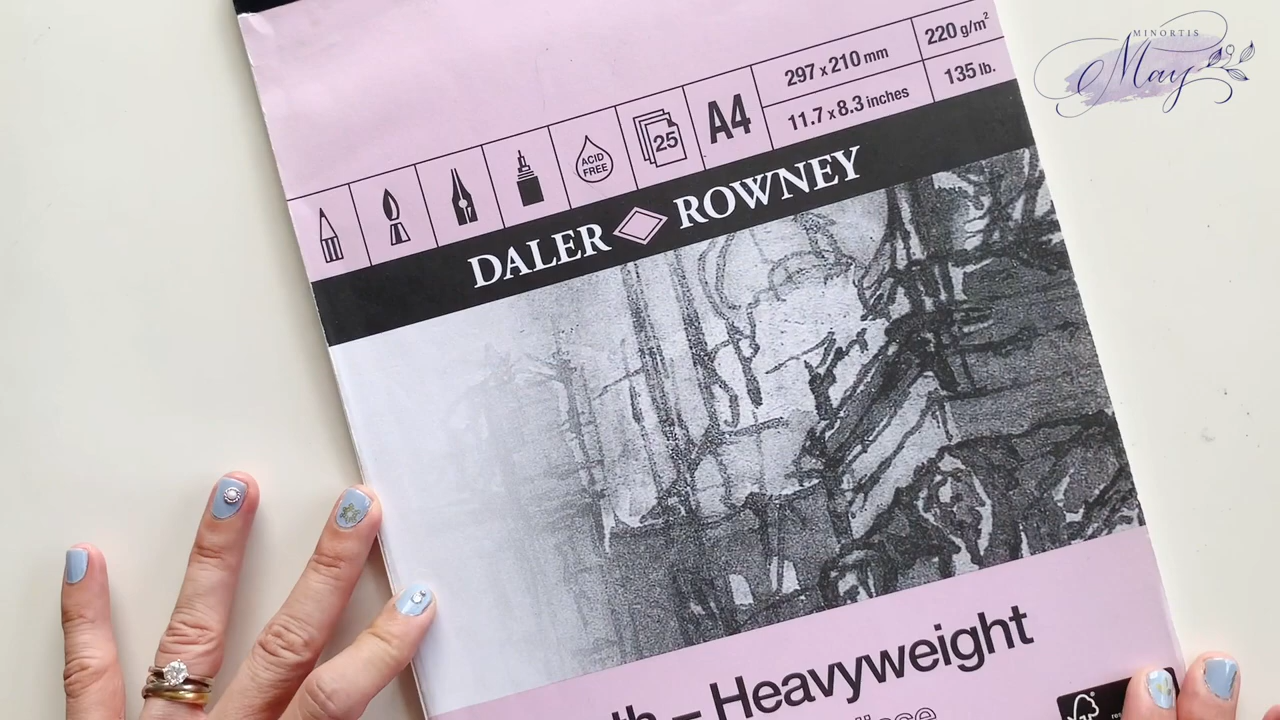 MINORTIS
May
220 g/m²
297 x 210 mm
135 lb.
11.7 x 8.3 inches
A4
25
ACID
FREE
DALER ROWNEY
– Heavyweight
FSC